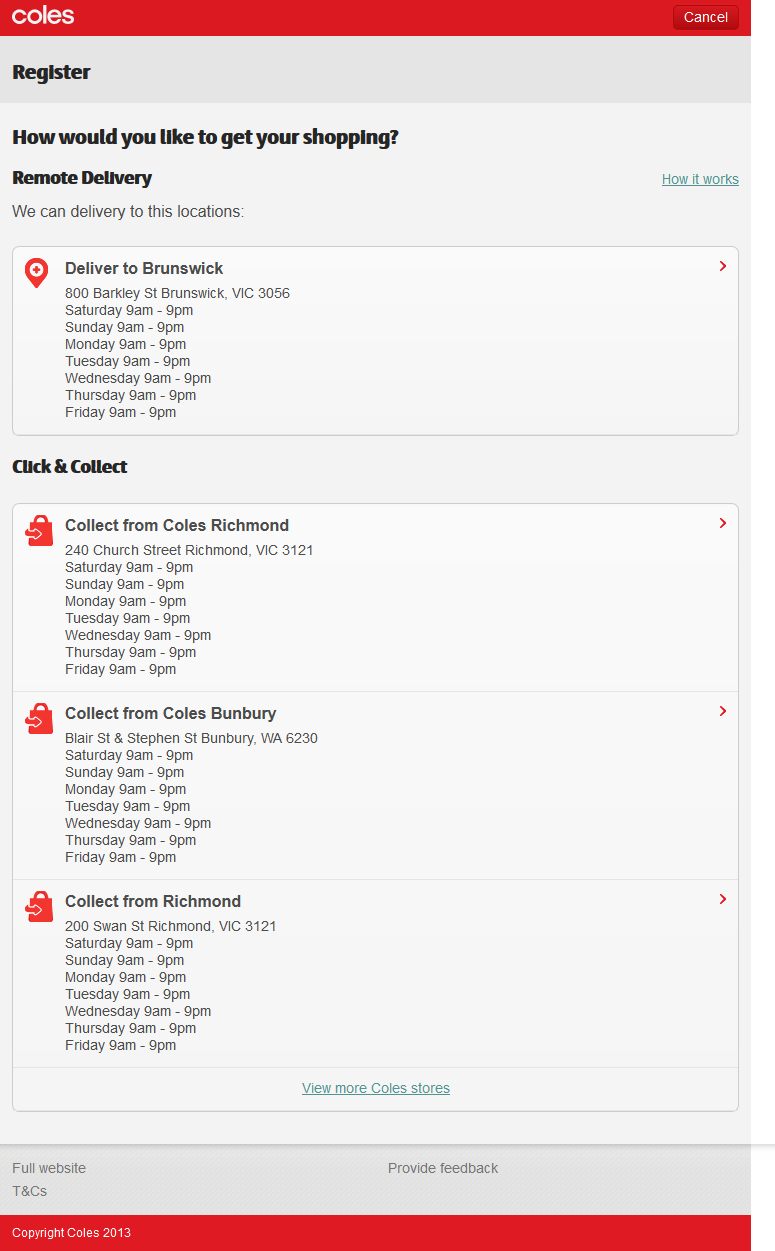 coles
Cancel
Register
How would you like to get your shopping?
Remote Delivery
How it works
We can delivery to this locations:
Deliver to Brunswick
800 Barkley St Brunswick, VIC 3056
Saturday 9am - 9pm
Sunday 9am - 9pm
Monday 9am - 9pm
Tuesday 9am - 9pm
Wednesday 9am - 9pm
Thursday 9am - 9pm
Friday 9am - 9pm
Click & Collect
Collect from Coles Richmond
240 Church Street Richmond, VIC 3121
Saturday 9am - 9pm
Sunday 9am - 9pm
Monday 9am - 9pm
Tuesday 9am - 9pm
Wednesday 9am - 9pm
Thursday 9am - 9pm
Friday 9am - 9pm
Collect from Coles Bunbury
Blair St & Stephen St Bunbury, WA 6230
Saturday 9am - 9pm
Sunday 9am - 9pm
Monday 9am - 9pm
Tuesday 9am - 9pm
Wednesday 9am - 9pm
Thursday 9am - 9pm
Friday 9am - 9pm
Collect from Richmond
200 Swan St Richmond, VIC 3121
Saturday 9am - 9pm
Sunday 9am - 9pm
Monday 9am - 9pm
Tuesday 9am - 9pm
Wednesday 9am - 9pm
Thursday 9am - 9pm
Friday 9am - 9pm
View more Coles stores
Full website
Provide feedback
T&Cs
Copyright Coles 2013